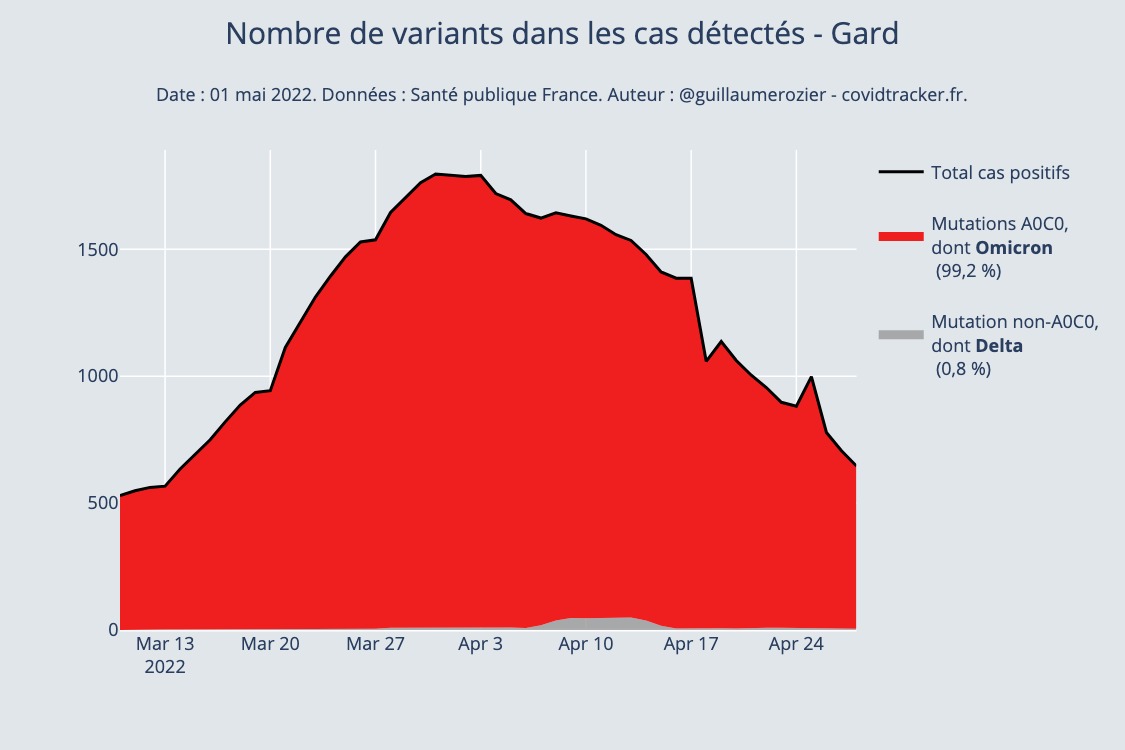 Nombre de variants dans les cas détectés - Gard
Date : 01 mai 2022. Données : Santé publique France. Auteur : @guillaumerozier - covidtracker.fr.
Total cas positifs
Mutations A0C0,
dont Omicron
(99,2 %)
Mutation non-A0C0,
dont Delta
(0,8 %)
1500
1000
500
0
Mar 13
2022
Mar 20
Mar 27
Apr 3
Apr 10
Apr 17
Apr 24